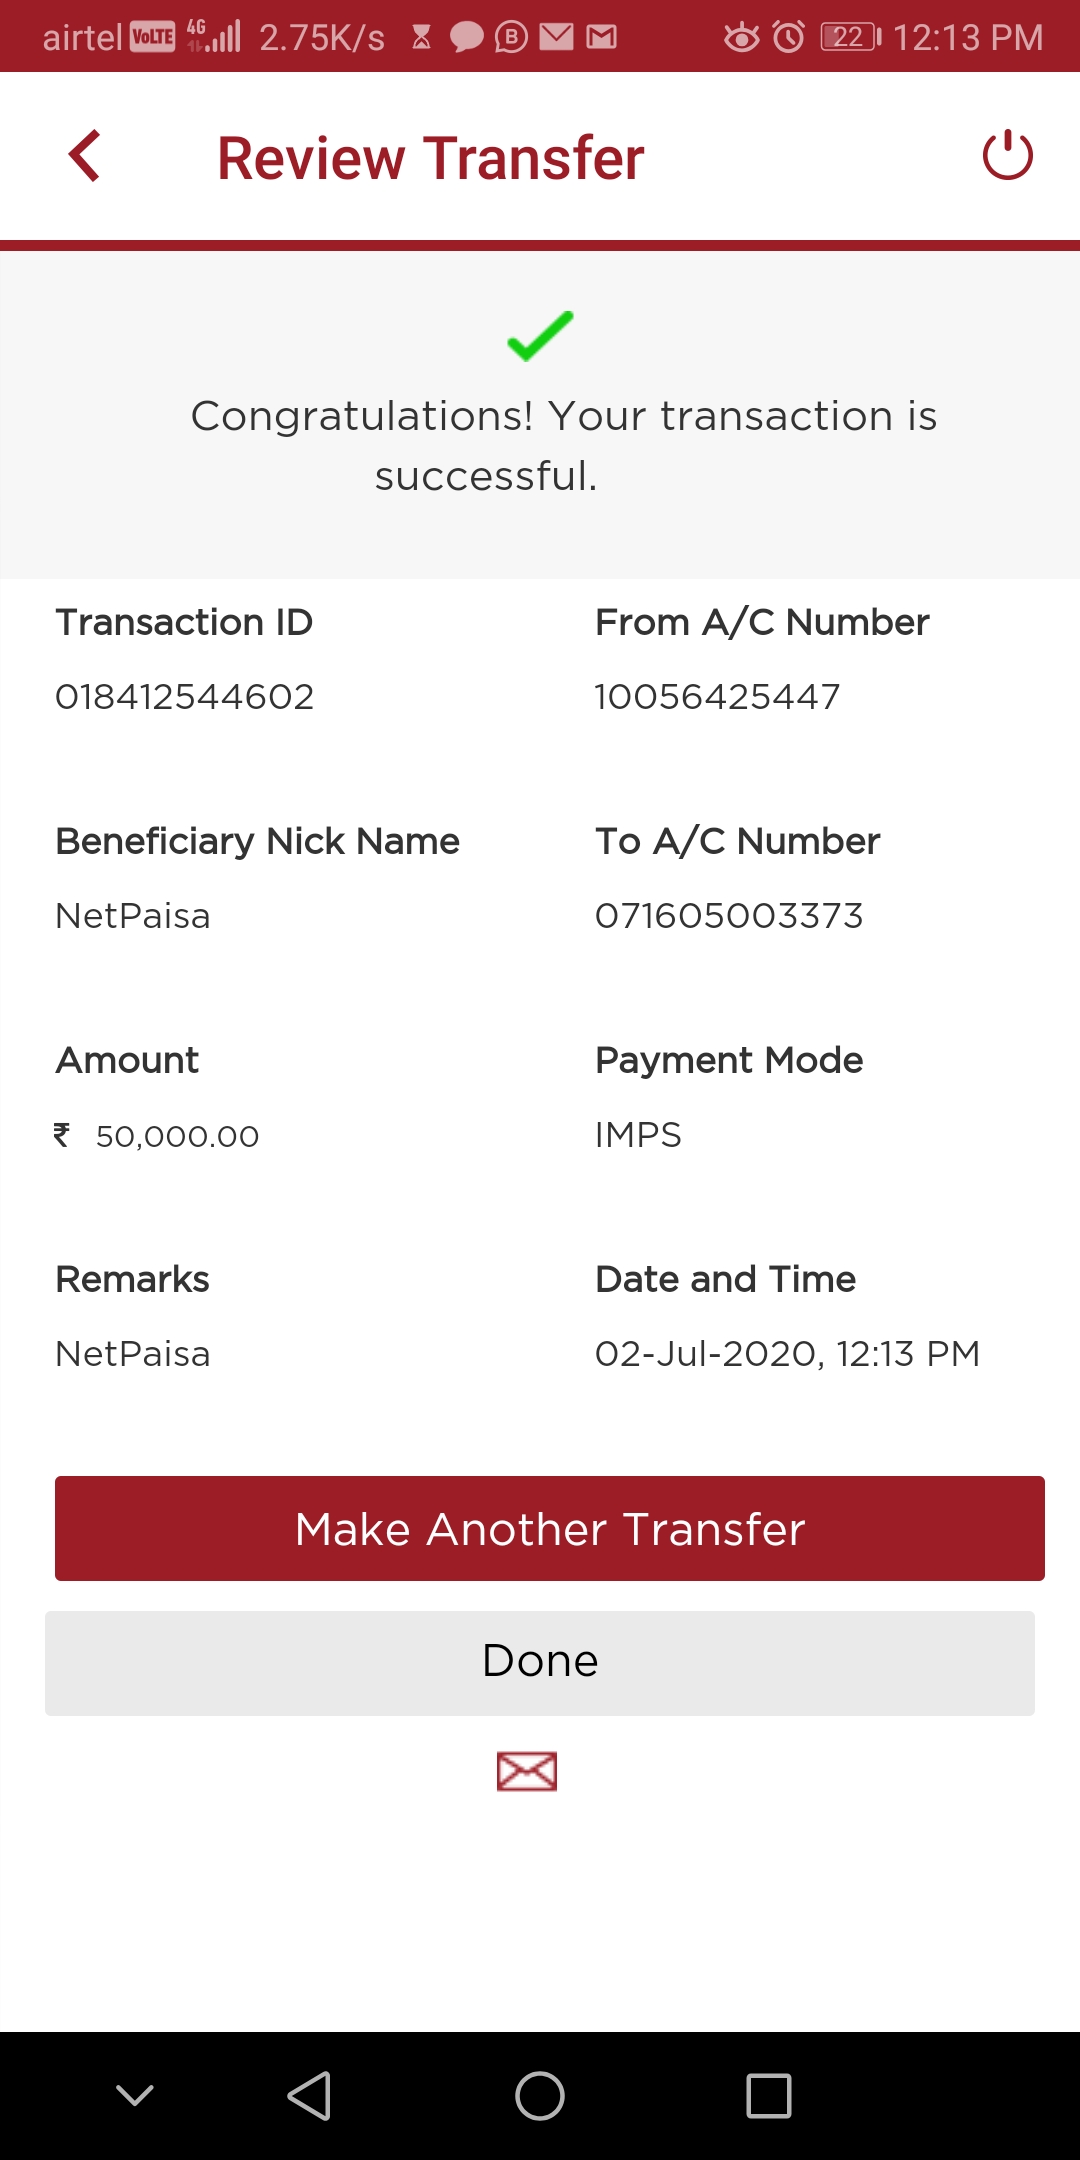 airtel VoLTE 4G 2.75K/s B 22 12:13 PM
Review Transfer
Congratulations! Your transaction is
successful.
Transaction ID From A/C Number
018412544602 10056425447
Beneficiary Nick Name To A/C Number
NetPaisa 071605003373
Amount Payment Mode
₹ 50,000.00 IMPS
Remarks Date and Time
NetPaisa 02-Jul-2020, 12:13 PM
Make Another Transfer
Done